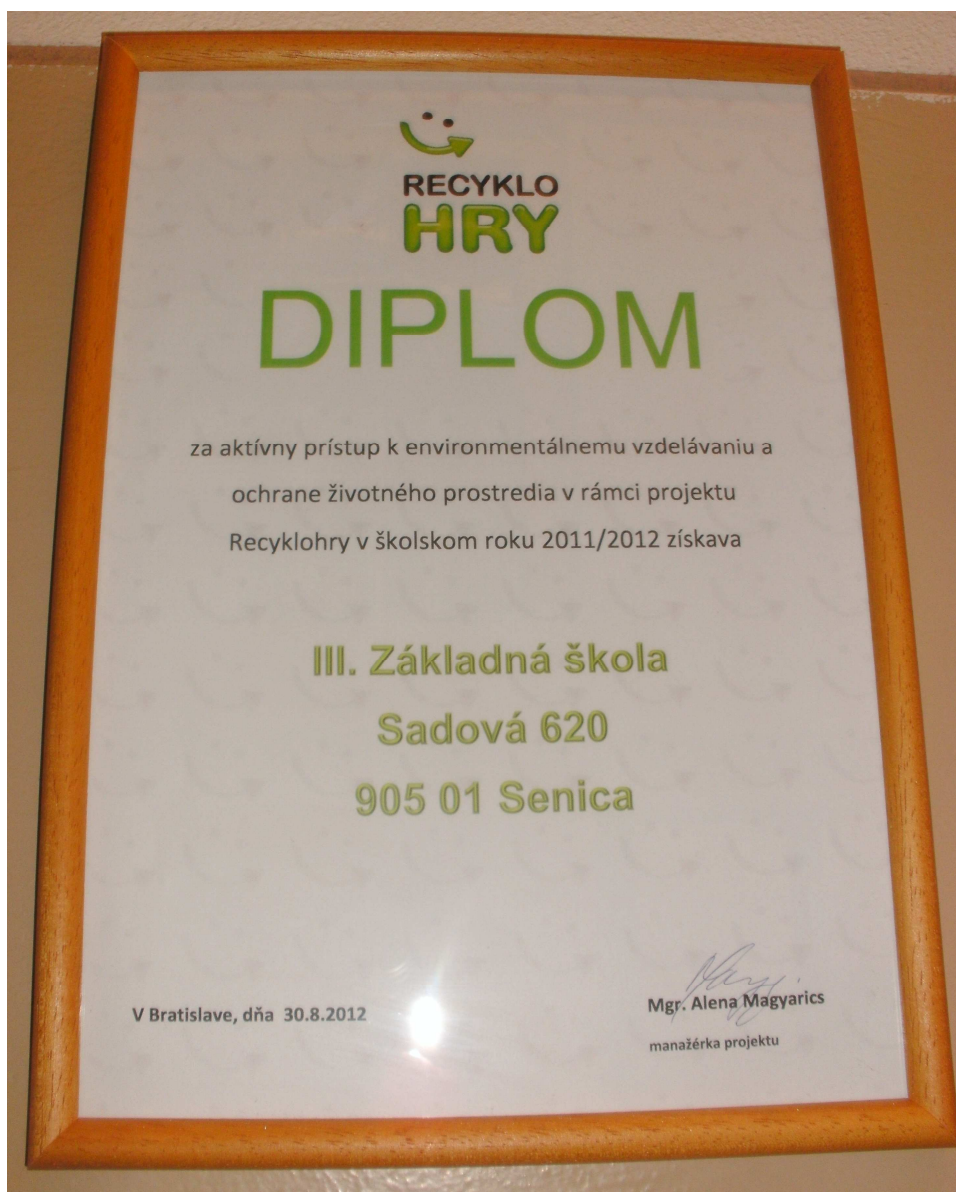 RECYKLO
HRY
DIPLOM
za aktívny prístup k environmentálnemu vzdelávaniu a
ochrane životného prostredia v rámci projektu
Recyklohry v školskom roku 2011/2012 získava
III. Základná škola
Sadová 620
905 01 Senica
V Bratislave, dňa 30.8.2012
Mgr. Alena Magyarics
manažérka projektu